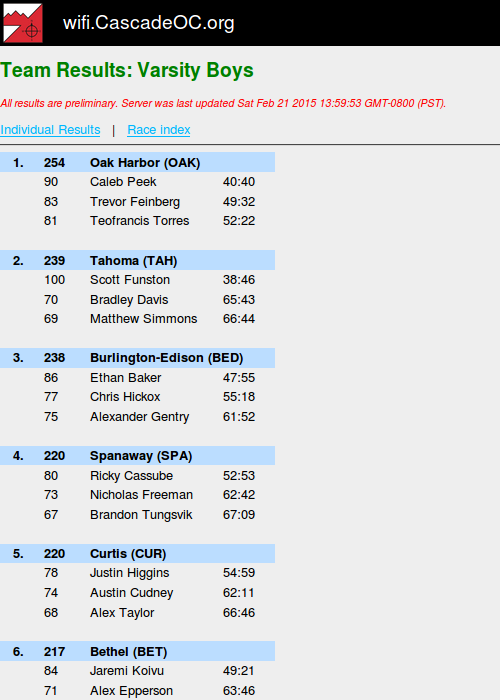 wifi.CascadeOC.org
Team Results: Varsity Boys
All results are preliminary. Server was last updated Sat Feb 21 2015 13:59:53 GMT-0800 (PST).
Individual Results | Race index
1. 254 Oak Harbor (OAK)
90 Caleb Peek 40:40
83 Trevor Feinberg 49:32
81 Teofrancis Torres 52:22
2. 239 Tahoma (TAH)
100 Scott Funston 38:46
70 Bradley Davis 65:43
69 Matthew Simmons 66:44
3. 238 Burlington-Edison (BED)
86 Ethan Baker 47:55
77 Chris Hickox 55:18
75 Alexander Gentry 61:52
4. 220 Spanaway (SPA)
80 Ricky Cassube 52:53
73 Nicholas Freeman 62:42
67 Brandon Tungsvik 67:09
5. 220 Curtis (CUR)
78 Justin Higgins 54:59
74 Austin Cudney 62:11
68 Alex Taylor 66:46
6. 217 Bethel (BET)
84 Jaremi Koivu 49:21
71 Alex Epperson 63:46